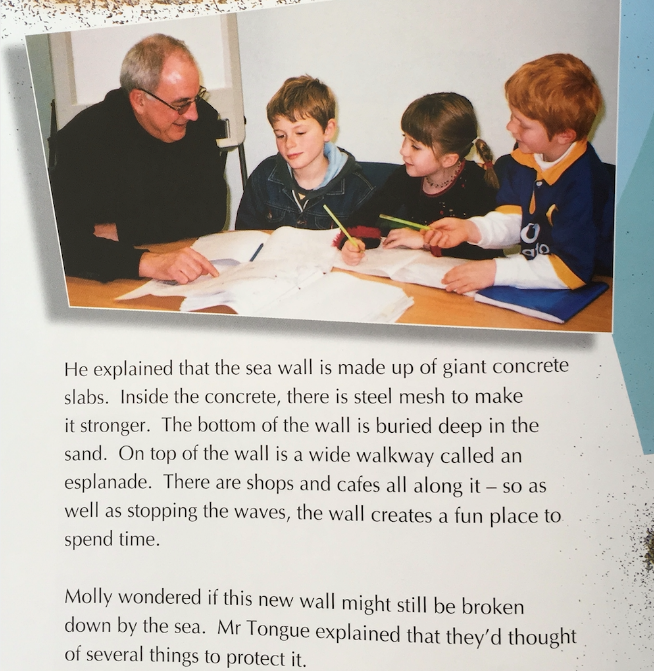 He explained that the sea wall is made up of giant concrete
slabs.  Inside the concrete, there is steel mesh to make
it stronger.  The bottom of the wall is buried deep in the
sand.  On top of the wall is a wide walkway called an
esplanade.  There are shops and cafes all along it – so as
well as stopping the waves, the wall creates a fun place to
spend time.

Molly wondered if this new wall might still be broken
down by the sea.  Mr Tongue explained that they’d thought
of several things to protect it.